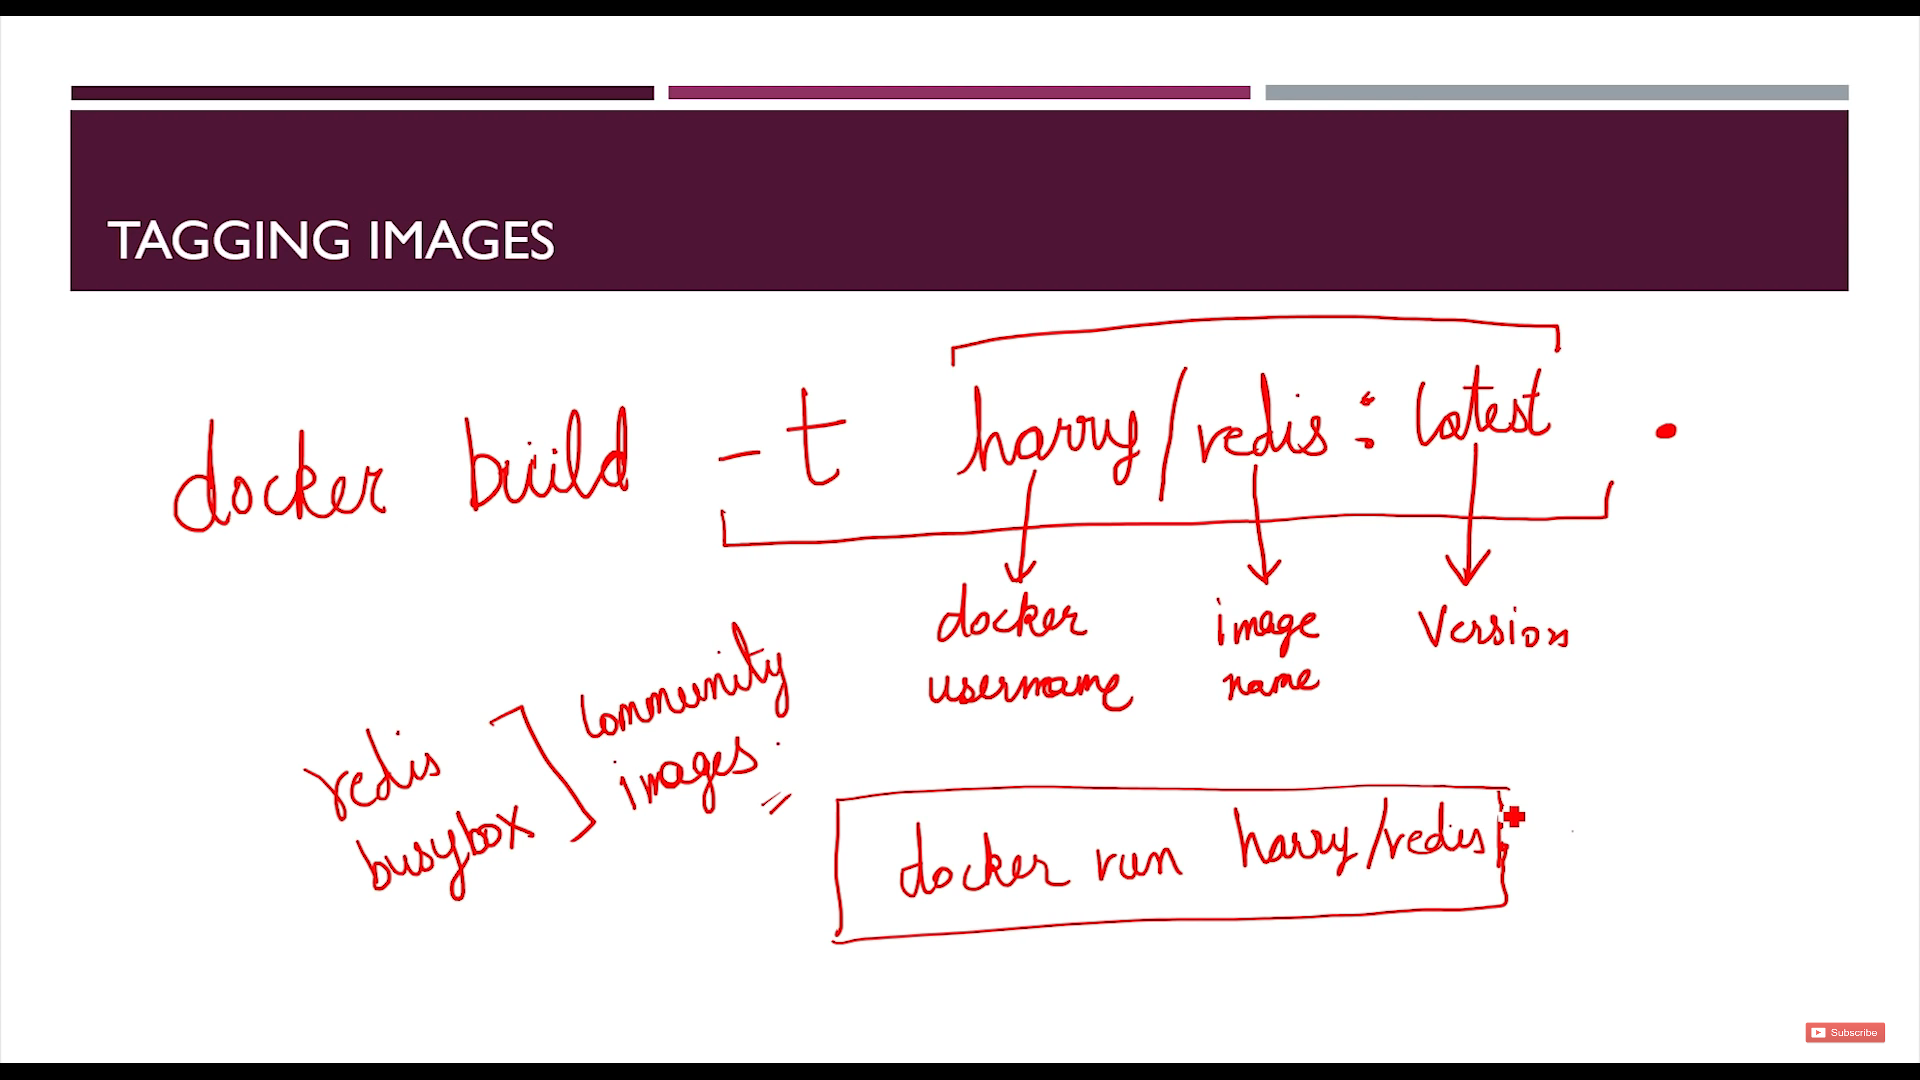 TAGGING IMAGES
docker build -t harry/redis:latest .
docker username
image name
Version
redis
busybox
community
images.
docker run harry/redis
Subscribe